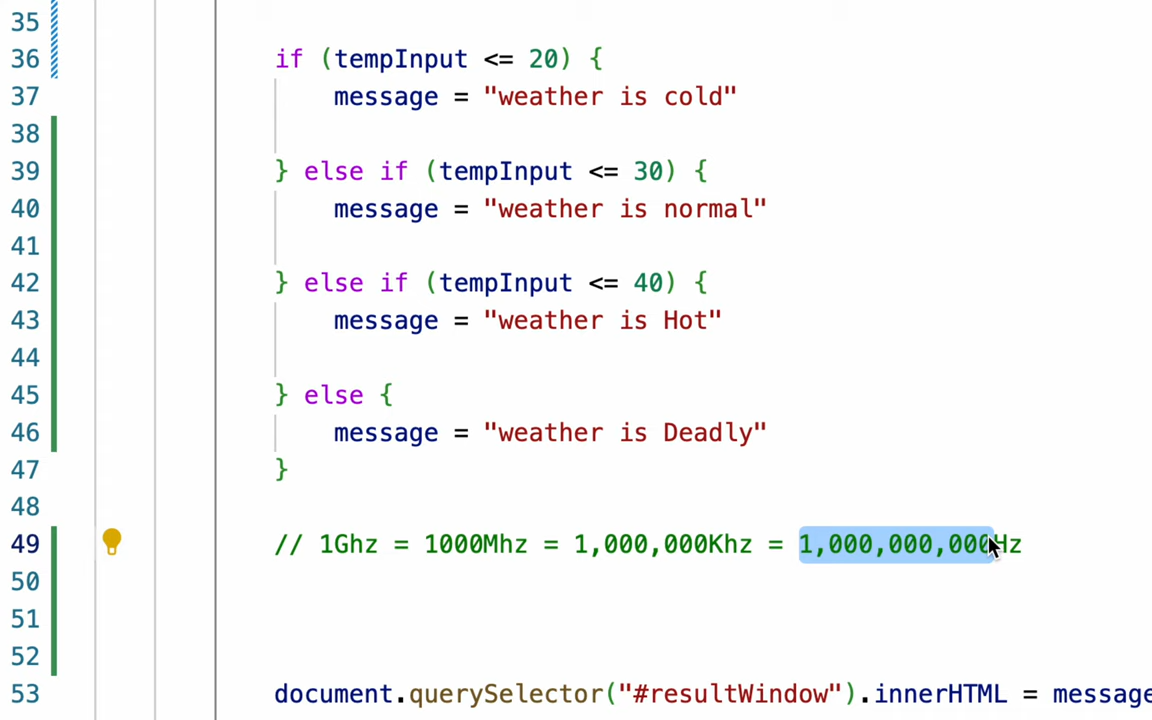 35
36 if (tempInput <= 20) {
37 message = "weather is cold"
38
39 } else if (tempInput <= 30) {
40 message = "weather is normal"
41
42 } else if (tempInput <= 40) {
43 message = "weather is Hot"
44
45 } else {
46 message = "weather is Deadly"
47 }
48
49 // 1Ghz = 1000Mhz = 1,000,000Khz = 1,000,000,000Hz
50
51
52
53 document.querySelector("#resultWindow").innerHTML = message